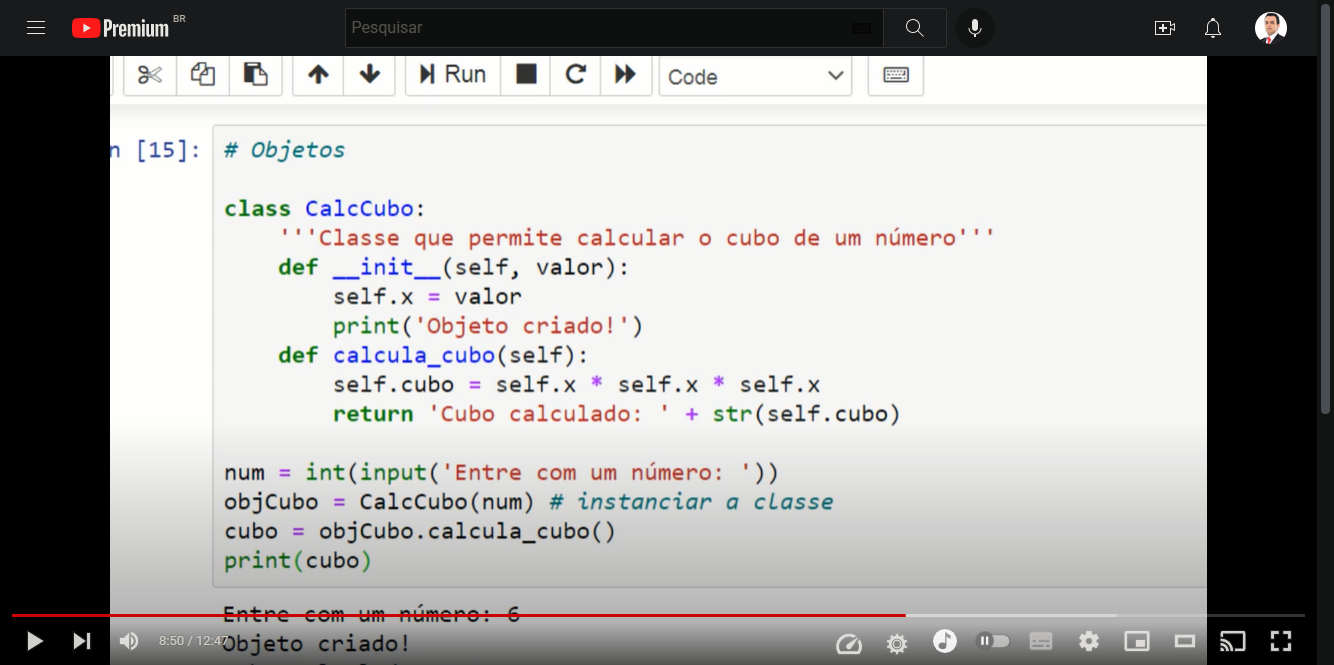 Premium BR
Pesquisar
Run
Code
n [15]:
# Objetos
class CalcCubo:
'''Classe que permite calcular o cubo de um número'''
def __init__(self, valor):
self.x = valor
print('Objeto criado!')
def calcula_cubo(self):
self.cubo = self.x * self.x * self.x
return 'Cubo calculado: ' + str(self.cubo)
num = int(input('Entre com um número: '))
objCubo = CalcCubo(num) # instanciar a classe
cubo = objCubo.calcula_cubo()
print(cubo)
Entre com um número: 6
8:50 / 12:47
Objeto criado!